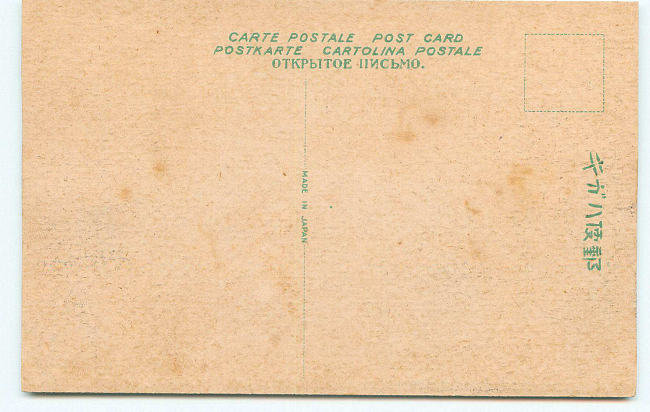 CARTE POSTALE POST CARD
POSTKARTE CARTOLINA POSTALE
ОТКРЫТОЕ ПИСЬМО.
MADE IN JAPAN
郵便ハガキ